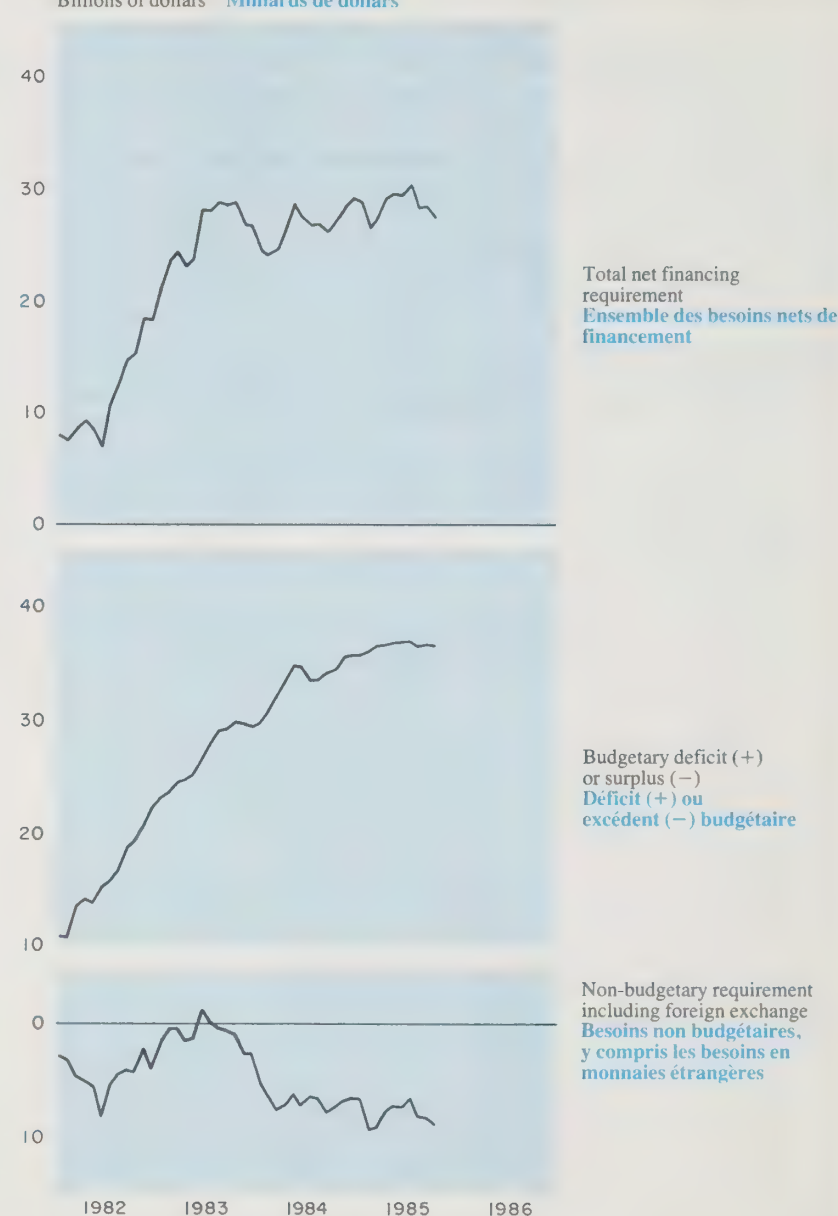 Billions of dollars Milliards de dollars
40
30
20
10
0
Total net financing
requirement
Ensemble des besoins nets de
financement
40
30
20
10
Budgetary deficit (+)
or surplus (−)
Déficit (+) ou
excédent (−) budgétaire
0
10
Non-budgetary requirement
including foreign exchange
Besoins non budgétaires,
y compris les besoins en
monnaies étrangères
1982 1983 1984 1985 1986